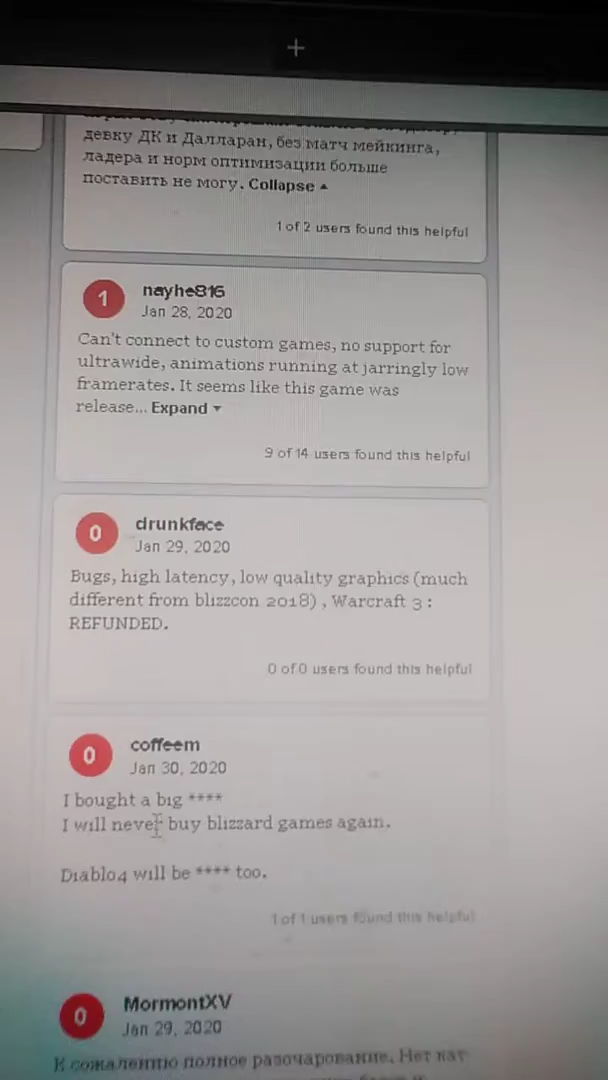 +
девку ДК и Далларан, без матч мейкинга,
ладера и норм оптимизации больше
поставить не могу. Collapse ▲
1 of 2 users found this helpful
1
nayhe816
Jan 28, 2020
Can't connect to custom games, no support for
ultrawide, animations running at jarringly low
framerates. It seems like this game was
release... Expand ▼
9 of 14 users found this helpful
0
drunkface
Jan 29, 2020
Bugs, high latency, low quality graphics (much
different from blizzcon 2018) , Warcraft 3 :
REFUNDED.
0 of 0 users found this helpful
0
coffeem
Jan 30, 2020
I bought a big ****
I will never buy blizzard games again.
Diablo4 will be **** too.
1 of 1 users found this helpful
0
MormontXV
Jan 29, 2020
К сожалению полное разочарование. Нет кат